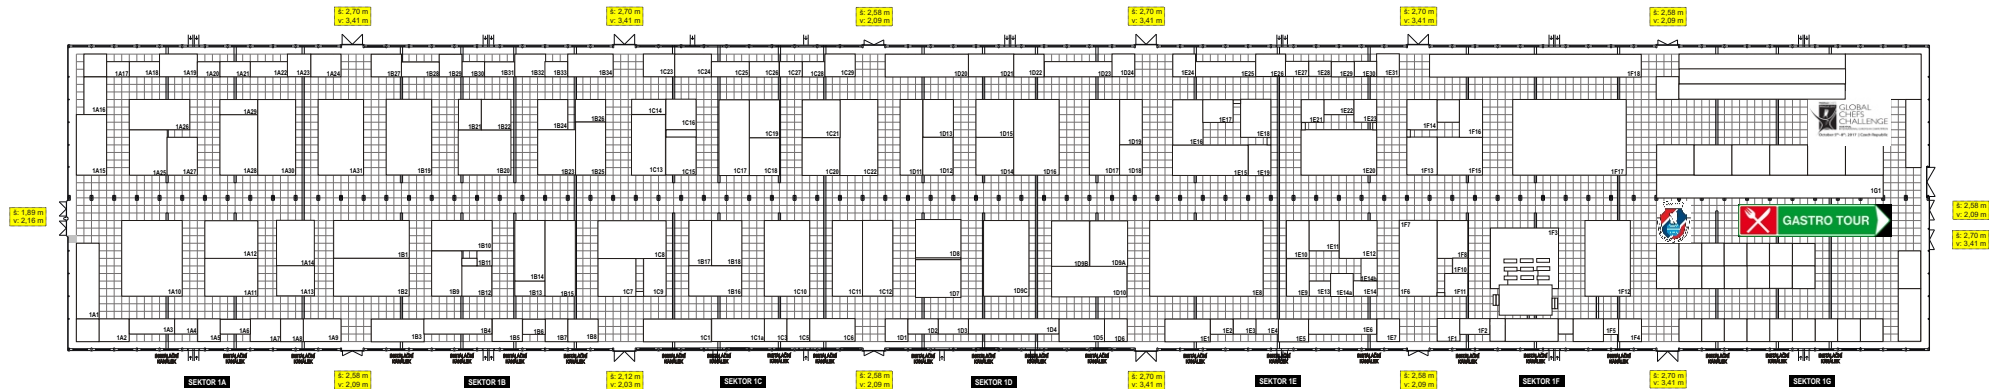 š: 2,70 m
v: 3,41 m
š: 2,70 m
v: 3,41 m
š: 2,58 m
v: 2,09 m
š: 2,70 m
v: 3,41 m
š: 2,70 m
v: 3,41 m
š: 2,58 m
v: 2,09 m
1A17 1A18 1A19 1A20 1A21 1A22 1A23 1A24 1B27 1B28 1B29 1B30 1B31 1B32 1B33 1B34 1C23 1C24 1C25 1C26 1C27 1C28 1C29 1D20 1D21 1D22 1D23 1D24 1E24 1E25 1E26 1E27 1E28 1E29 1E30 1E31 1F18
1A16 1A29 1C14 1E22
1A26 1B21 1B22 1B24 1B26 1C16 1C19 1C21 1D13 1D15 1D19 1E17 1E18 1E21 1E23 1F14 1F16
1E16
1A15 1A25 1A27 1A28 1A30 1A31 1B19 1B20 1B23 1B25 1C13 1C15 1C17 1C18 1C20 1C22 1D11 1D12 1D14 1D16 1D17 1D18 1E15 1E19 1E20 1F13 1F15 1F17
GLOBAL
CHEFS
CHALLENGE
1G1
š: 1,89 m
v: 2,16 m
š: 2,58 m
v: 2,09 m
GASTRO TOUR
š: 2,70 m
v: 3,41 m
1F7 1F3
1A12 1B10 1B1 1C8 1D8 1E11 1E10 1E12 1F8
1A14 1B11 1B17 1B18 1D9B 1D9A 1F10
1B14 1E14b
1A10 1A11 1A13 1B2 1B9 1B12 1B13 1B15 1C7 1C9 1B16 1C10 1C11 1C12 1D7 1D9C 1D10 1E8 1E9 1E13 1E14a 1E14 1F6 1F11 1F12
1A1
1A2 1A3 1A4 1A5 1A6 1A7 1A8 1A9 1B3 1B4 1B5 1B6 1B7 1B8 1C1 1C1a 1C3 1C5 1C6 1D1 1D2 1D3 1D4 1D5 1D6 1E1 1E2 1E3 1E4 1E5 1E6 1E7 1F1 1F2 1F5 1F4
SEKTOR 1A
š: 2,58 m
v: 2,09 m
SEKTOR 1B
š: 2,12 m
v: 2,03 m
SEKTOR 1C
š: 2,58 m
v: 2,09 m
SEKTOR 1D
š: 2,70 m
v: 3,41 m
SEKTOR 1E
š: 2,58 m
v: 2,09 m
SEKTOR 1F
š: 2,70 m
v: 3,41 m
SEKTOR 1G